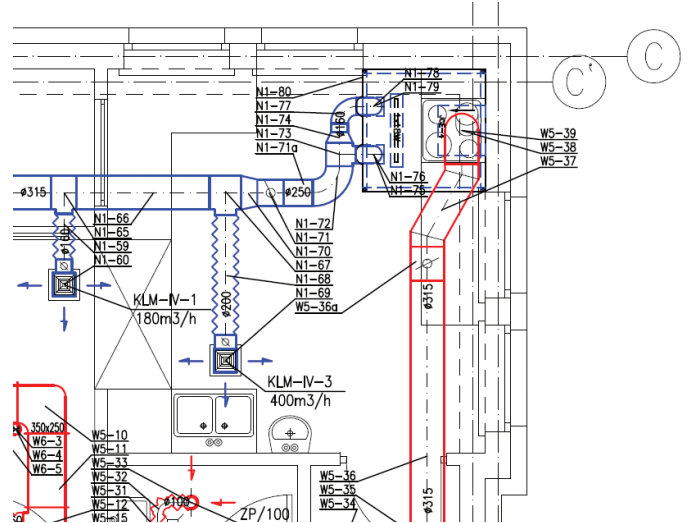 C
C'
N1-78
N1-79
N1-80
N1-77
N1-74
N1-73
N1-71a
ø160
W5-39
W5-38
W5-37
N1-76
N1-75
ø315
ø250
N1-66
N1-65
N1-59
N1-60
ø160
N1-72
N1-71
N1-70
N1-67
N1-68
N1-69
W5-36a
ø200
ø315
KLM-IV-1
180m3/h
KLM-IV-3
400m3/h
350x250
W6-3
W6-4
W6-5
W5-10
W5-11
W5-33
W5-32
W5-31
W5-12
W5-15
ø100
ZP/100
W5-36
W5-35
W5-34
ø315